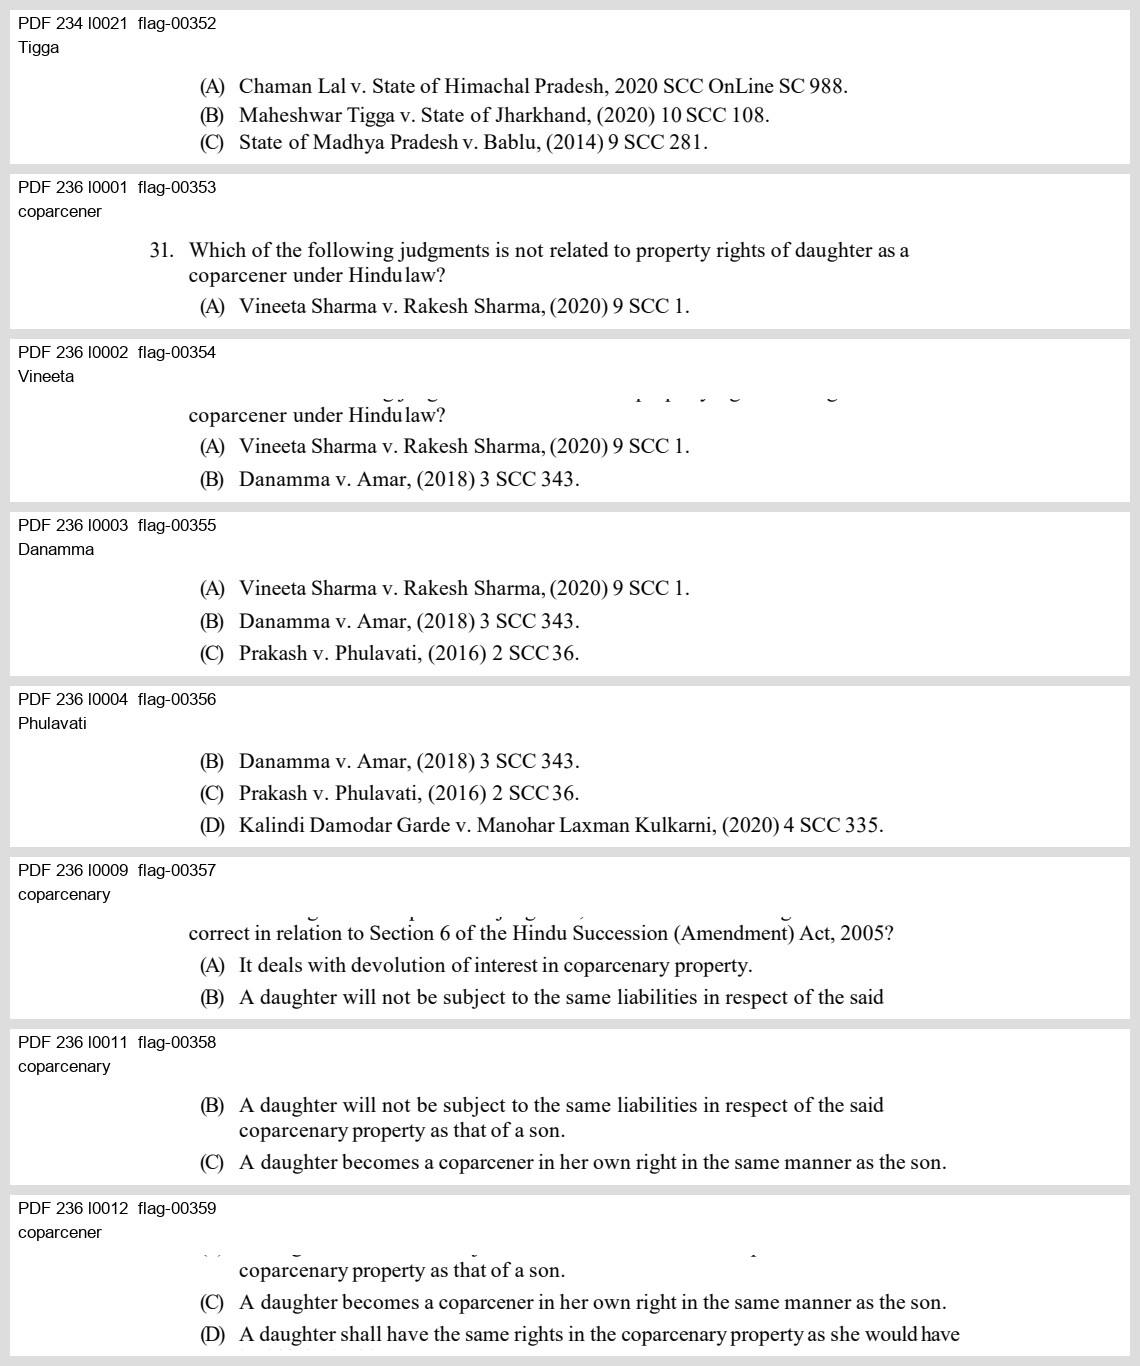 PDF 234 l0021 flag-00352
Tigga
(A) Chaman Lal v. State of Himachal Pradesh, 2020 SCC OnLine SC 988.
(B) Maheshwar Tigga v. State of Jharkhand, (2020) 10 SCC 108.
(C) State of Madhya Pradesh v. Bablu, (2014) 9 SCC 281.
PDF 236 l0001 flag-00353
coparcener
31. Which of the following judgments is not related to property rights of daughter as a
coparcener under Hindu law?
(A) Vineeta Sharma v. Rakesh Sharma, (2020) 9 SCC 1.
PDF 236 l0002 flag-00354
Vineeta
coparcener under Hindu law?
(A) Vineeta Sharma v. Rakesh Sharma, (2020) 9 SCC 1.
(B) Danamma v. Amar, (2018) 3 SCC 343.
PDF 236 l0003 flag-00355
Danamma
(A) Vineeta Sharma v. Rakesh Sharma, (2020) 9 SCC 1.
(B) Danamma v. Amar, (2018) 3 SCC 343.
(C) Prakash v. Phulavati, (2016) 2 SCC 36.
PDF 236 l0004 flag-00356
Phulavati
(B) Danamma v. Amar, (2018) 3 SCC 343.
(C) Prakash v. Phulavati, (2016) 2 SCC 36.
(D) Kalindi Damodar Garde v. Manohar Laxman Kulkarni, (2020) 4 SCC 335.
PDF 236 l0009 flag-00357
coparcenary
correct in relation to Section 6 of the Hindu Succession (Amendment) Act, 2005?
(A) It deals with devolution of interest in coparcenary property.
(B) A daughter will not be subject to the same liabilities in respect of the said
PDF 236 l0011 flag-00358
coparcenary
(B) A daughter will not be subject to the same liabilities in respect of the said
coparcenary property as that of a son.
(C) A daughter becomes a coparcener in her own right in the same manner as the son.
PDF 236 l0012 flag-00359
coparcener
coparcenary property as that of a son.
(C) A daughter becomes a coparcener in her own right in the same manner as the son.
(D) A daughter shall have the same rights in the coparcenary property as she would have